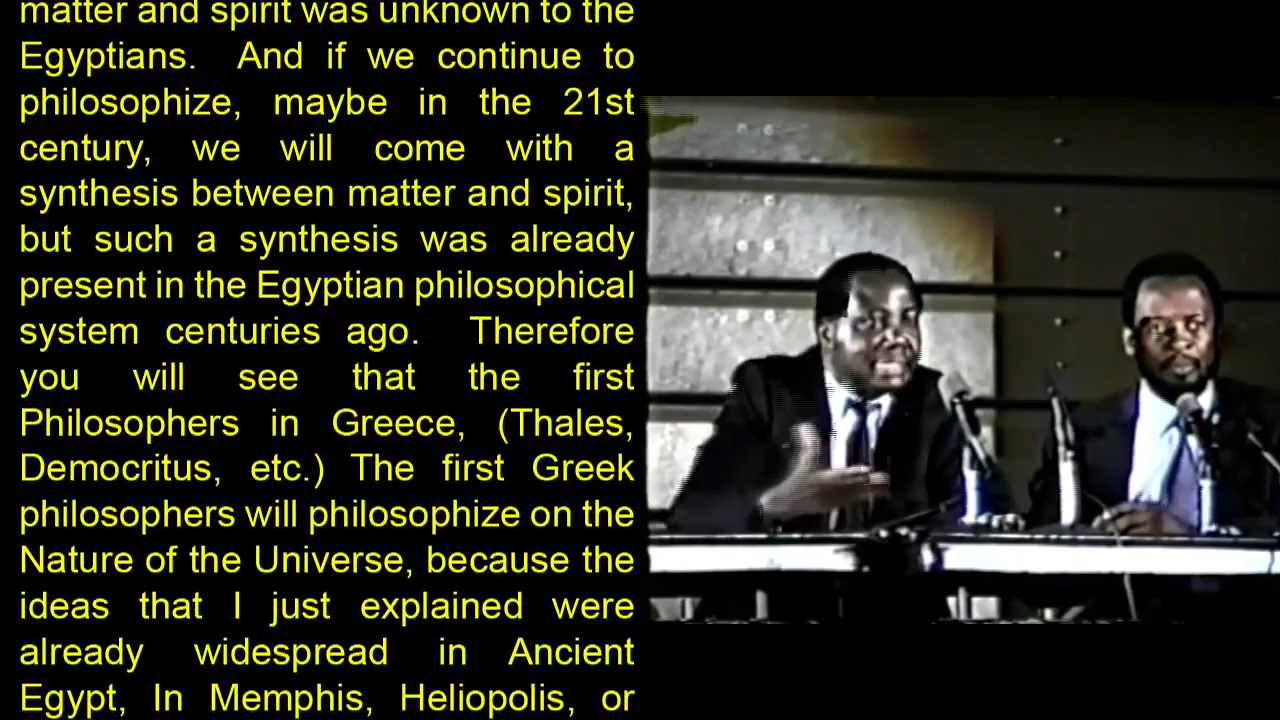 matter and spirit was unknown to the
Egyptians. And if we continue to
philosophize, maybe in the 21st
century, we will come with a
synthesis between matter and spirit,
but such a synthesis was already
present in the Egyptian philosophical
system centuries ago. Therefore
you will see that the first
Philosophers in Greece, (Thales,
Democritus, etc.) The first Greek
philosophers will philosophize on the
Nature of the Universe, because the
ideas that I just explained were
already widespread in Ancient
Egypt, In Memphis, Heliopolis, or